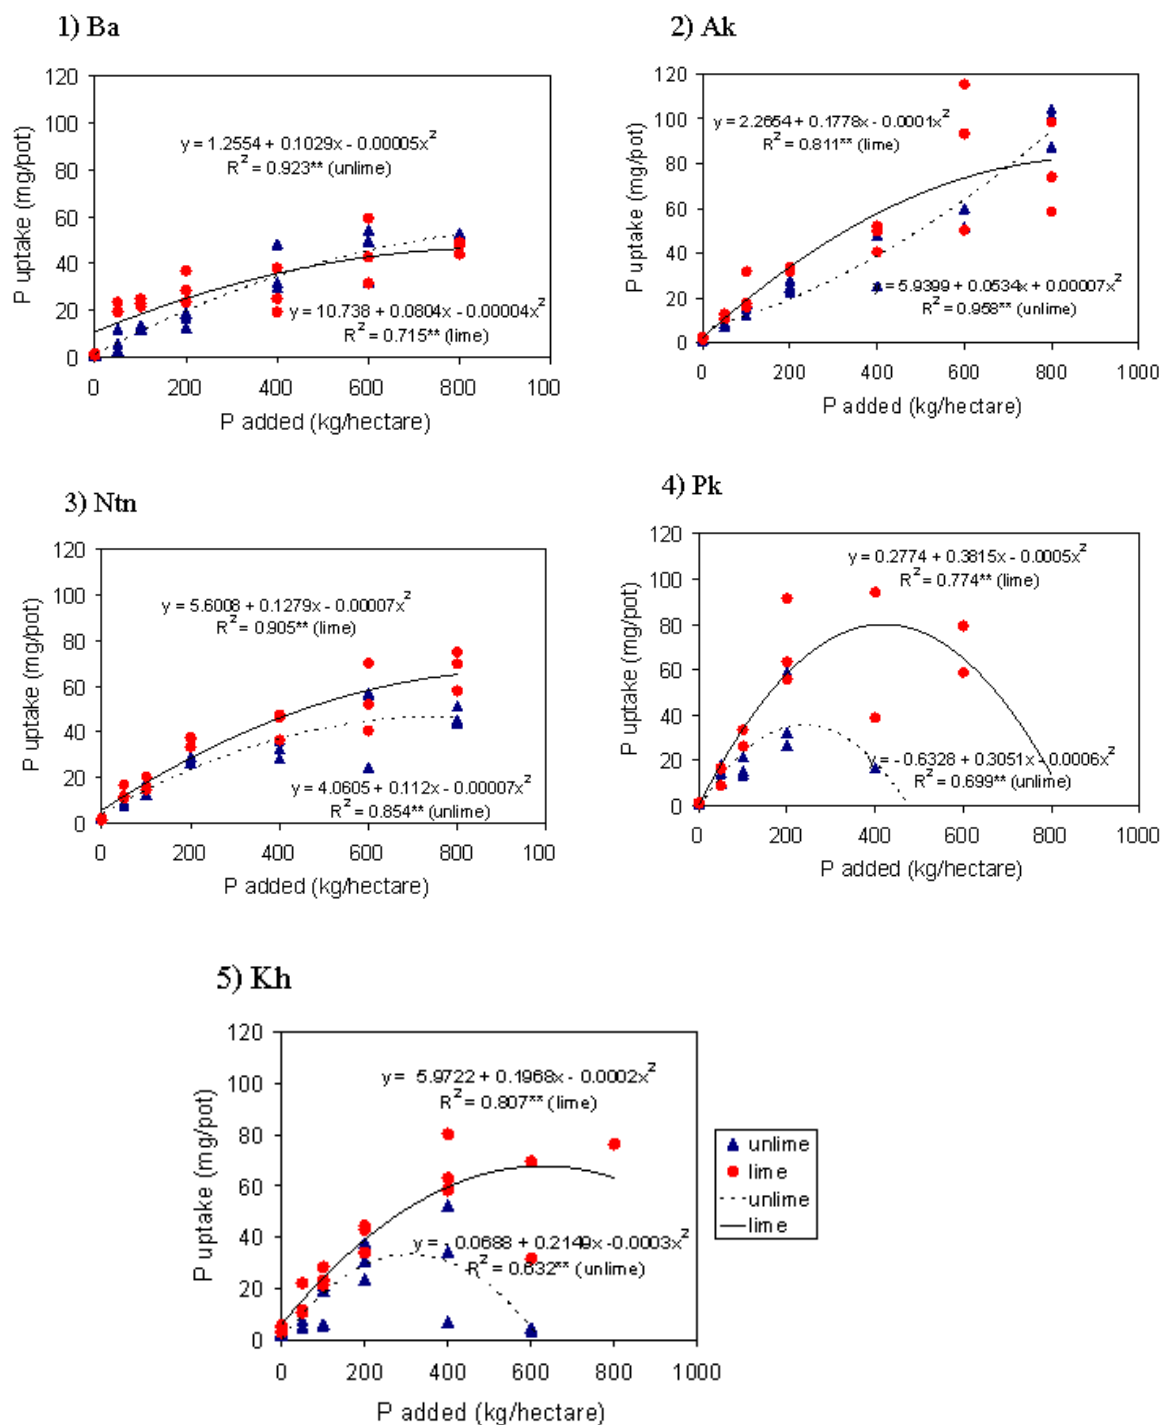 1) Ba
120
100
80
60
40
20
0
P uptake (mg/pot)
y = 1.2554 + 0.1029x - 0.00005x²
R² = 0.923** (unlime)
y = 10.738 + 0.0804x - 0.00004x²
R² = 0.715** (lime)
0 200 400 600 800 100
P added (kg/hectare)
2) Ak
120
100
80
60
40
20
0
P uptake (mg/pot)
y = 2.2654 + 0.1778x - 0.0001x²
R² = 0.811** (lime)
= 5.9399 + 0.0534x + 0.00007x²
R² = 0.958** (unlime)
0 200 400 600 800 1000
P added (kg/hectare)
3) Ntn
120
100
80
60
40
20
0
P uptake (mg/pot)
y = 5.6008 + 0.1279x - 0.00007x²
R² = 0.905** (lime)
y = 4.0605 + 0.112x - 0.00007x²
R² = 0.854** (unlime)
0 200 400 600 800 100
P added (kg/hectare)
4) Pk
120
100
80
60
40
20
0
P uptake (mg/pot)
y = 0.2774 + 0.3815x - 0.0005x²
R² = 0.774** (lime)
y = - 0.6328 + 0.3051x - 0.0006x²
R² = 0.699** (unlime)
0 200 400 600 800 1000
P added (kg/hectare)
5) Kh
120
100
80
60
40
20
0
P uptake (mg/pot)
y = 5.9722 + 0.1968x - 0.0002x²
R² = 0.807** (lime)
y = - 0.0688 + 0.2149x -0.0003x²
R² = 0.632** (unlime)
0 200 400 600 800 1000
P added (kg/hectare)
unlime
lime
unlime
lime